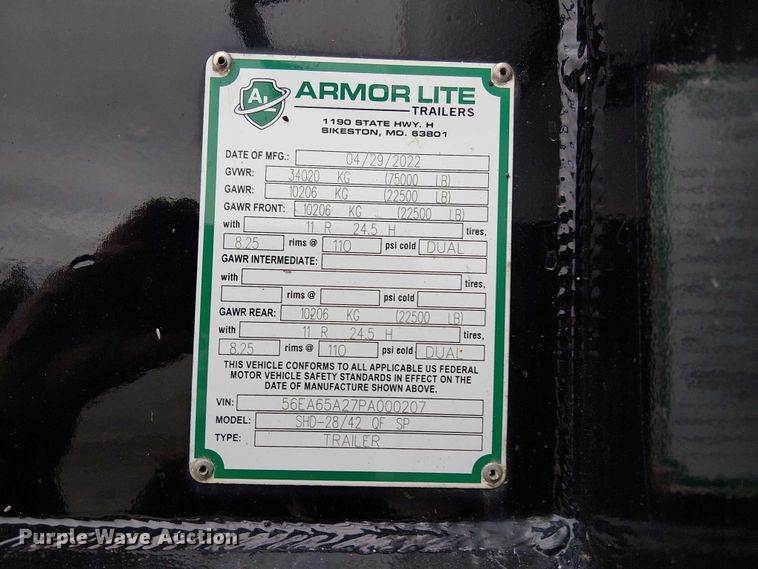 AL ARMOR LITE
TRAILERS
1190 STATE HWY. H
SIKESTON, MO. 63801
DATE OF MFG.: 04/29/2022
GVWR: 34020 KG (75000 LB)
GAWR: 10206 KG (22500 LB)
GAWR FRONT: 10206 KG (22500 LB)
with 11 R 24.5 H tires,
8.25 rims @ 110 psi cold DUAL
GAWR INTERMEDIATE:
with tires,
rims @ psi cold
GAWR REAR: 10206 KG (22500 LB)
with 11 R 24.5 H tires,
8.25 rims @ 110 psi cold DUAL
THIS VEHICLE CONFORMS TO ALL APPLICABLE US FEDERAL
MOTOR VEHICLE SAFETY STANDARDS IN EFFECT ON THE
DATE OF MANUFACTURE SHOWN ABOVE.
VIN: 56EA65A27PA000207
MODEL: SHD-28/42 QF SP
TYPE: TRAILER
Purple Wave Auction